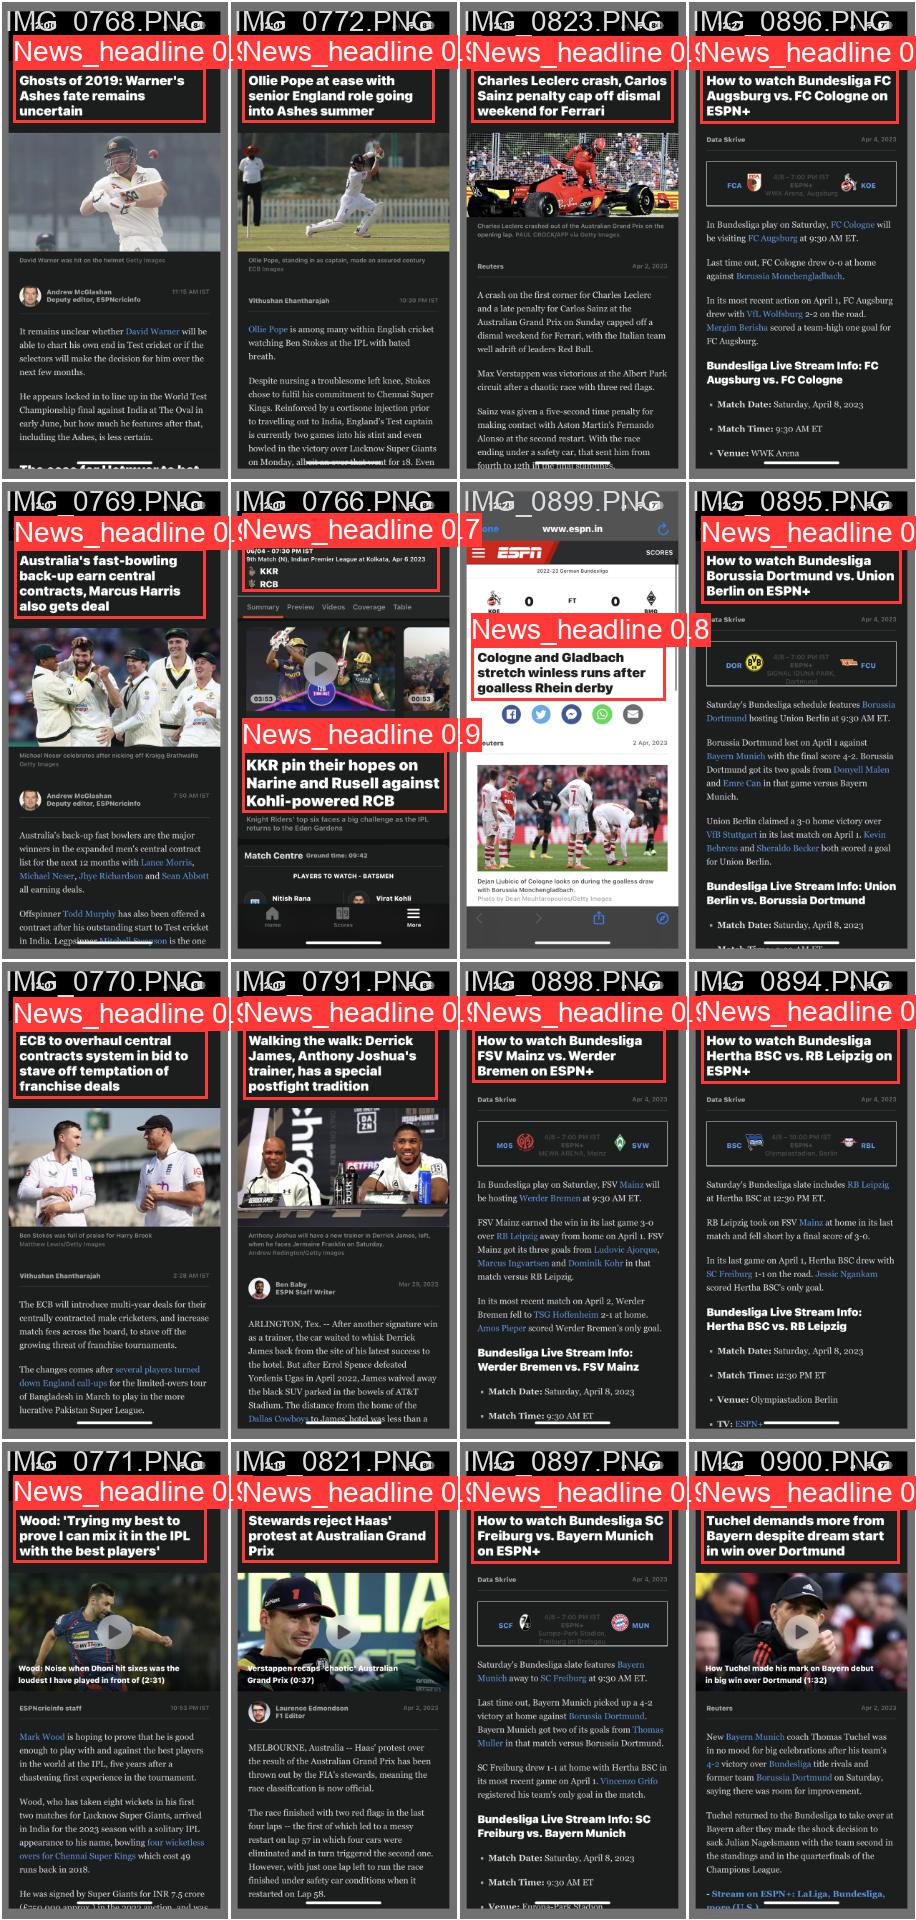 IMG_0768.PNG
News_headline 0.9
Ghosts of 2019: Warner's
Ashes fate remains
uncertain
David Warner was hit on the helmet Getty Images
Andrew McGlashan
Deputy editor, ESPNcricinfo
11:15 AM IST
It remains unclear whether David Warner will be
able to chart his own end in Test cricket or if the
selectors will make the decision for him over the
next few months.
He appears locked in to line up in the World Test
Championship final against India at The Oval in
early June, but how much he features after that,
including the Ashes, is less certain.
IMG_0772.PNG
News_headline 0.9
Ollie Pope at ease with
senior England role going
into Ashes summer
Ollie Pope, standing in as captain, made an assured century
ECB Images
Vithushan Ehantharajah
10:30 PM IST
Ollie Pope is among many within English cricket
watching Ben Stokes at the IPL with bated
breath.
Despite nursing a troublesome left knee, Stokes
chose to fulfil his commitment to Chennai Super
Kings. Reinforced by a cortisone injection prior
to travelling out to India, England's Test captain
is currently two games into his stint and even
bowled in the victory over Lucknow Super Giants
on Monday, albeit an over that went for 18. Even
IMG_0823.PNG
News_headline 0.9
Charles Leclerc crash, Carlos
Sainz penalty cap off dismal
weekend for Ferrari
Charles Leclerc crashed out of the Australian Grand Prix on the
opening lap. PAUL CROCK/AFP via Getty Images
Reuters
Apr 2, 2023
A crash on the first corner for Charles Leclerc
and a late penalty for Carlos Sainz at the
Australian Grand Prix on Sunday capped off a
dismal weekend for Ferrari, with the Italian team
well adrift of leaders Red Bull.
Max Verstappen was victorious at the Albert Park
circuit after a chaotic race with three red flags.
Sainz was given a five-second time penalty for
making contact with Aston Martin's Fernando
Alonso at the second restart. With the race
ending under a safety car, that sent him from
fourth to 12th in the final standings.
IMG_0896.PNG
News_headline 0.9
How to watch Bundesliga FC
Augsburg vs. FC Cologne on
ESPN+
Data Skrive
Apr 4, 2023
FCA
4/8 - 7:00 PM IST
ESPN+
WWK Arena, Augsburg
KOE
In Bundesliga play on Saturday, FC Cologne will
be visiting FC Augsburg at 9:30 AM ET.
Last time out, FC Cologne drew 0-0 at home
against Borussia Monchengladbach.
In its most recent action on April 1, FC Augsburg
drew with VfL Wolfsburg 2-2 on the road.
Mergim Berisha scored a team-high one goal for
FC Augsburg.
Bundesliga Live Stream Info: FC
Augsburg vs. FC Cologne
• Match Date: Saturday, April 8, 2023
• Match Time: 9:30 AM ET
• Venue: WWK Arena
IMG_0769.PNG
News_headline 0.9
Australia's fast-bowling
back-up earn central
contracts, Marcus Harris
also gets deal
Michael Neser celebrates after nicking off Kraigg Brathwaite
Getty Images
Andrew McGlashan
Deputy editor, ESPNcricinfo
7:50 AM IST
Australia's back-up fast bowlers are the major
winners in the expanded men's central contract
list for the next 12 months with Lance Morris,
Michael Neser, Jhye Richardson and Sean Abbott
all earning deals.
Offspinner Todd Murphy has also been offered a
contract after his outstanding start to Test cricket
in India. Legspinner Mitchell Swepson is the one
IMG_0766.PNG
News_headline 0.7
06/04 - 07:30 PM IST
9th Match (N), Indian Premier League at Kolkata, Apr 6 2023
KKR
RCB
Summary Preview Videos Coverage Table
03:53
00:53
News_headline 0.9
KKR pin their hopes on
Narine and Rusell against
Kohli-powered RCB
Knight Riders' top six faces a big challenge as the IPL
returns to the Eden Gardens
Match Centre Ground time: 09:42
PLAYERS TO WATCH - BATSMEN
Nitish Rana
Virat Kohli
Home
Scores
More
IMG_0899.PNG
www.espn.in
ESPN
SCORES
2022-23 German Bundesliga
KOE
0
FT
0
BMG
News_headline 0.8
Cologne and Gladbach
stretch winless runs after
goalless Rhein derby
Reuters
2 Apr, 2023
Dejan Ljubicic of Cologne looks on during the goalless draw
with Borussia Monchengladbach.
Photo by Dean Mouhtaropoulos/Getty Images
IMG_0895.PNG
News_headline 0.9
How to watch Bundesliga
Borussia Dortmund vs. Union
Berlin on ESPN+
Data Skrive
Apr 4, 2023
DOR
4/8 - 7:00 PM IST
ESPN+
SIGNAL IDUNA PARK,
Dortmund
FCU
Saturday's Bundesliga schedule features Borussia
Dortmund hosting Union Berlin at 9:30 AM ET.
Borussia Dortmund lost on April 1 against
Bayern Munich with the final score 4-2. Borussia
Dortmund got its two goals from Donyell Malen
and Emre Can in that game versus Bayern
Munich.
Union Berlin claimed a 3-0 home victory over
VfB Stuttgart in its last match on April 1. Kevin
Behrens and Sheraldo Becker both scored a goal
for Union Berlin.
Bundesliga Live Stream Info: Union
Berlin vs. Borussia Dortmund
• Match Date: Saturday, April 8, 2023
IMG_0770.PNG
News_headline 0.9
ECB to overhaul central
contracts system in bid to
stave off temptation of
franchise deals
Ben Stokes was full of praise for Harry Brook
Matthew Lewis/Getty Images
Vithushan Ehantharajah
2:28 AM IST
The ECB will introduce multi-year deals for their
centrally contracted male cricketers, and increase
match fees across the board, to stave off the
growing threat of franchise tournaments.
The changes comes after several players turned
down England call-ups for the limited-overs tour
of Bangladesh in March to play in the more
lucrative Pakistan Super League.
IMG_0791.PNG
News_headline 0.9
Walking the walk: Derrick
James, Anthony Joshua's
trainer, has a special
postfight tradition
Anthony Joshua will have a new trainer in Derrick James, left,
when he faces Jermaine Franklin on Saturday.
Andrew Redington/Getty Images
Ben Baby
ESPN Staff Writer
Mar 29, 2023
ARLINGTON, Tex. -- After another signature win
as a trainer, the car waited to whisk Derrick
James back from the site of his latest success to
the hotel. But after Errol Spence defeated
Yordenis Ugas in April 2022, James waived away
the black SUV parked in the bowels of AT&T
Stadium. The distance from the home of the
Dallas Cowboys to James' hotel was less than a
IMG_0898.PNG
News_headline 0.9
How to watch Bundesliga
FSV Mainz vs. Werder
Bremen on ESPN+
Data Skrive
Apr 4, 2023
M05
4/8 - 7:00 PM IST
ESPN+
MEWA ARENA, Mainz
SVW
In Bundesliga play on Saturday, FSV Mainz will
be hosting Werder Bremen at 9:30 AM ET.
FSV Mainz earned the win in its last game 3-0
over RB Leipzig away from home on April 1. FSV
Mainz got its three goals from Ludovic Ajorque,
Marcus Ingvartsen and Dominik Kohr in that
match versus RB Leipzig.
In its most recent match on April 2, Werder
Bremen fell to TSG Hoffenheim 2-1 at home.
Amos Pieper scored Werder Bremen's only goal.
Bundesliga Live Stream Info:
Werder Bremen vs. FSV Mainz
• Match Date: Saturday, April 8, 2023
• Match Time: 9:30 AM ET
IMG_0894.PNG
News_headline 0.9
How to watch Bundesliga
Hertha BSC vs. RB Leipzig on
ESPN+
Data Skrive
Apr 4, 2023
BSC
4/8 - 10:00 PM IST
ESPN+
Olympiastadion, Berlin
RBL
Saturday's Bundesliga slate includes RB Leipzig
at Hertha BSC at 12:30 PM ET.
RB Leipzig took on FSV Mainz at home in its last match
and fell short by a final score of 3-0.
In its last game on April 1, Hertha BSC drew with
SC Freiburg 1-1 on the road. Jessic Ngankam
scored Hertha BSC's only goal.
Bundesliga Live Stream Info:
Hertha BSC vs. RB Leipzig
• Match Date: Saturday, April 8, 2023
• Match Time: 12:30 PM ET
• Venue: Olympiastadion Berlin
• TV: ESPN+
IMG_0771.PNG
News_headline 0.9
Wood: 'Trying my best to
prove I can mix it in the IPL
with the best players'
Wood: Noise when Dhoni hit sixes was the
loudest I have played in front of (2:31)
ESPNcricinfo staff
10:53 PM IST
Mark Wood is hoping to prove that he is good
enough to play with and against the best players
in the world at the IPL, five years after a
chastening first experience in the tournament.
Wood, who has taken eight wickets in his first
two matches for Lucknow Super Giants, arrived
in India for the 2023 season with a solitary IPL
appearance to his name, bowling four wicketless
overs for Chennai Super Kings which cost 49
runs back in 2018.
He was signed by Super Giants for INR 7.5 crore
IMG_0821.PNG
News_headline 0.9
Stewards reject Haas'
protest at Australian Grand
Prix
Verstappen recaps 'chaotic' Australian
Grand Prix (0:37)
Laurence Edmondson
F1 Editor
Apr 2, 2023
MELBOURNE, Australia -- Haas' protest over
the result of the Australian Grand Prix has been
thrown out by the FIA's stewards, meaning the
race classification is now official.
The race finished with two red flags in the last
four laps -- the first of which led to a messy
restart on lap 57 in which four cars were
eliminated and in turn triggered the second one.
However, with just one lap left to run the race
finished under safety car conditions when it
restarted on Lap 58.
IMG_0897.PNG
News_headline 0.9
How to watch Bundesliga SC
Freiburg vs. Bayern Munich
on ESPN+
Data Skrive
Apr 4, 2023
SCF
4/8 - 7:00 PM IST
ESPN+
Europa-Park Stadion,
Freiburg im Breisgau
MUN
Saturday's Bundesliga slate features Bayern
Munich away to SC Freiburg at 9:30 AM ET.
Last time out, Bayern Munich picked up a 4-2
victory at home against Borussia Dortmund.
Bayern Munich got two of its goals from Thomas
Muller in that match versus Borussia Dortmund.
SC Freiburg drew 1-1 at home with Hertha BSC in
its most recent game on April 1. Vincenzo Grifo
registered his team's only goal in the match.
Bundesliga Live Stream Info: SC
Freiburg vs. Bayern Munich
• Match Date: Saturday, April 8, 2023
• Match Time: 9:30 AM ET
• Venue: Europa-Park Stadion
IMG_0900.PNG
News_headline 0.9
Tuchel demands more from
Bayern despite dream start
in win over Dortmund
How Tuchel made his mark on Bayern debut
in big win over Dortmund (1:32)
Reuters
Apr 2, 2023
New Bayern Munich coach Thomas Tuchel was
in no mood for big celebrations after his team's
4-2 victory over Bundesliga title rivals and
former team Borussia Dortmund on Saturday,
saying there was room for improvement.
Tuchel returned to the Bundesliga to take over at
Bayern after they made the shock decision to
sack Julian Nagelsmann with the team second in
the standings and in the quarterfinals of the
Champions League.
- Stream on ESPN+: LaLiga, Bundesliga,
more (U.S.)